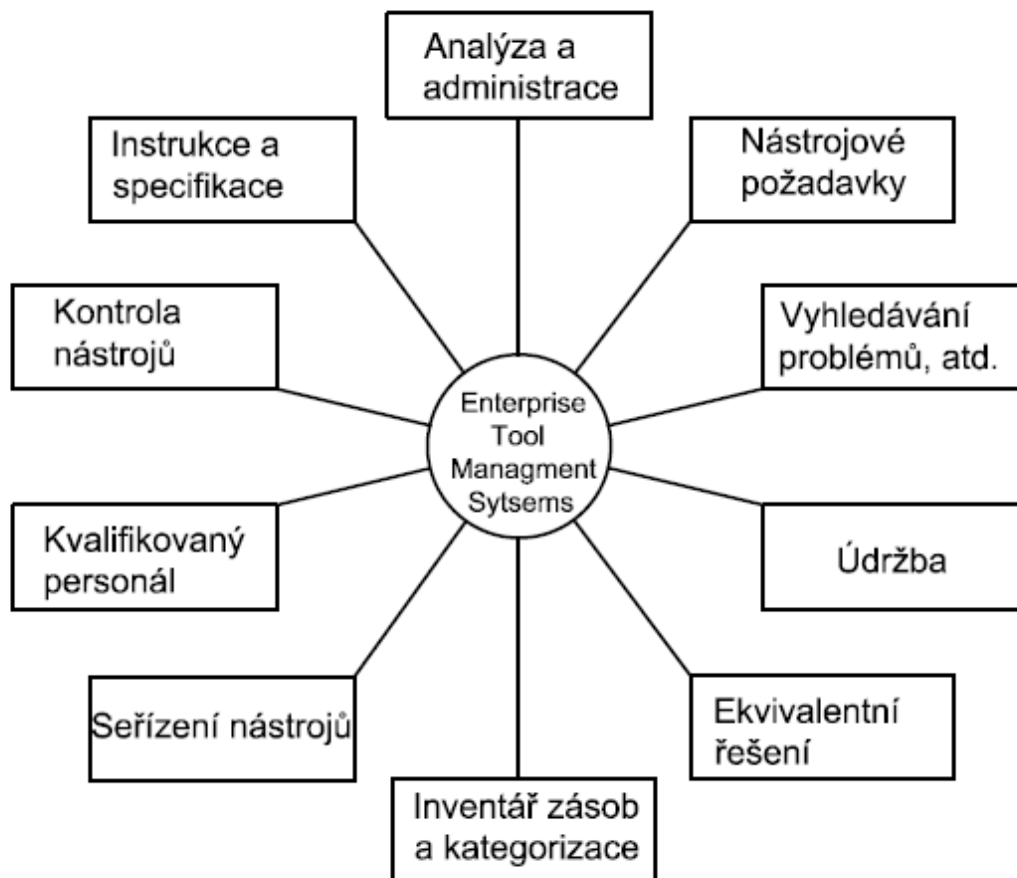 Analýza a
administrace
Instrukce a
specifikace
Nástrojové
požadavky
Kontrola
nástrojů
Vyhledávání
problémů, atd.
Enterprise
Tool
Managment
Sytsems
Kvalifikovaný
personál
Údržba
Seřízení nástrojů
Ekvivalentní
řešení
Inventář zásob
a kategorizace